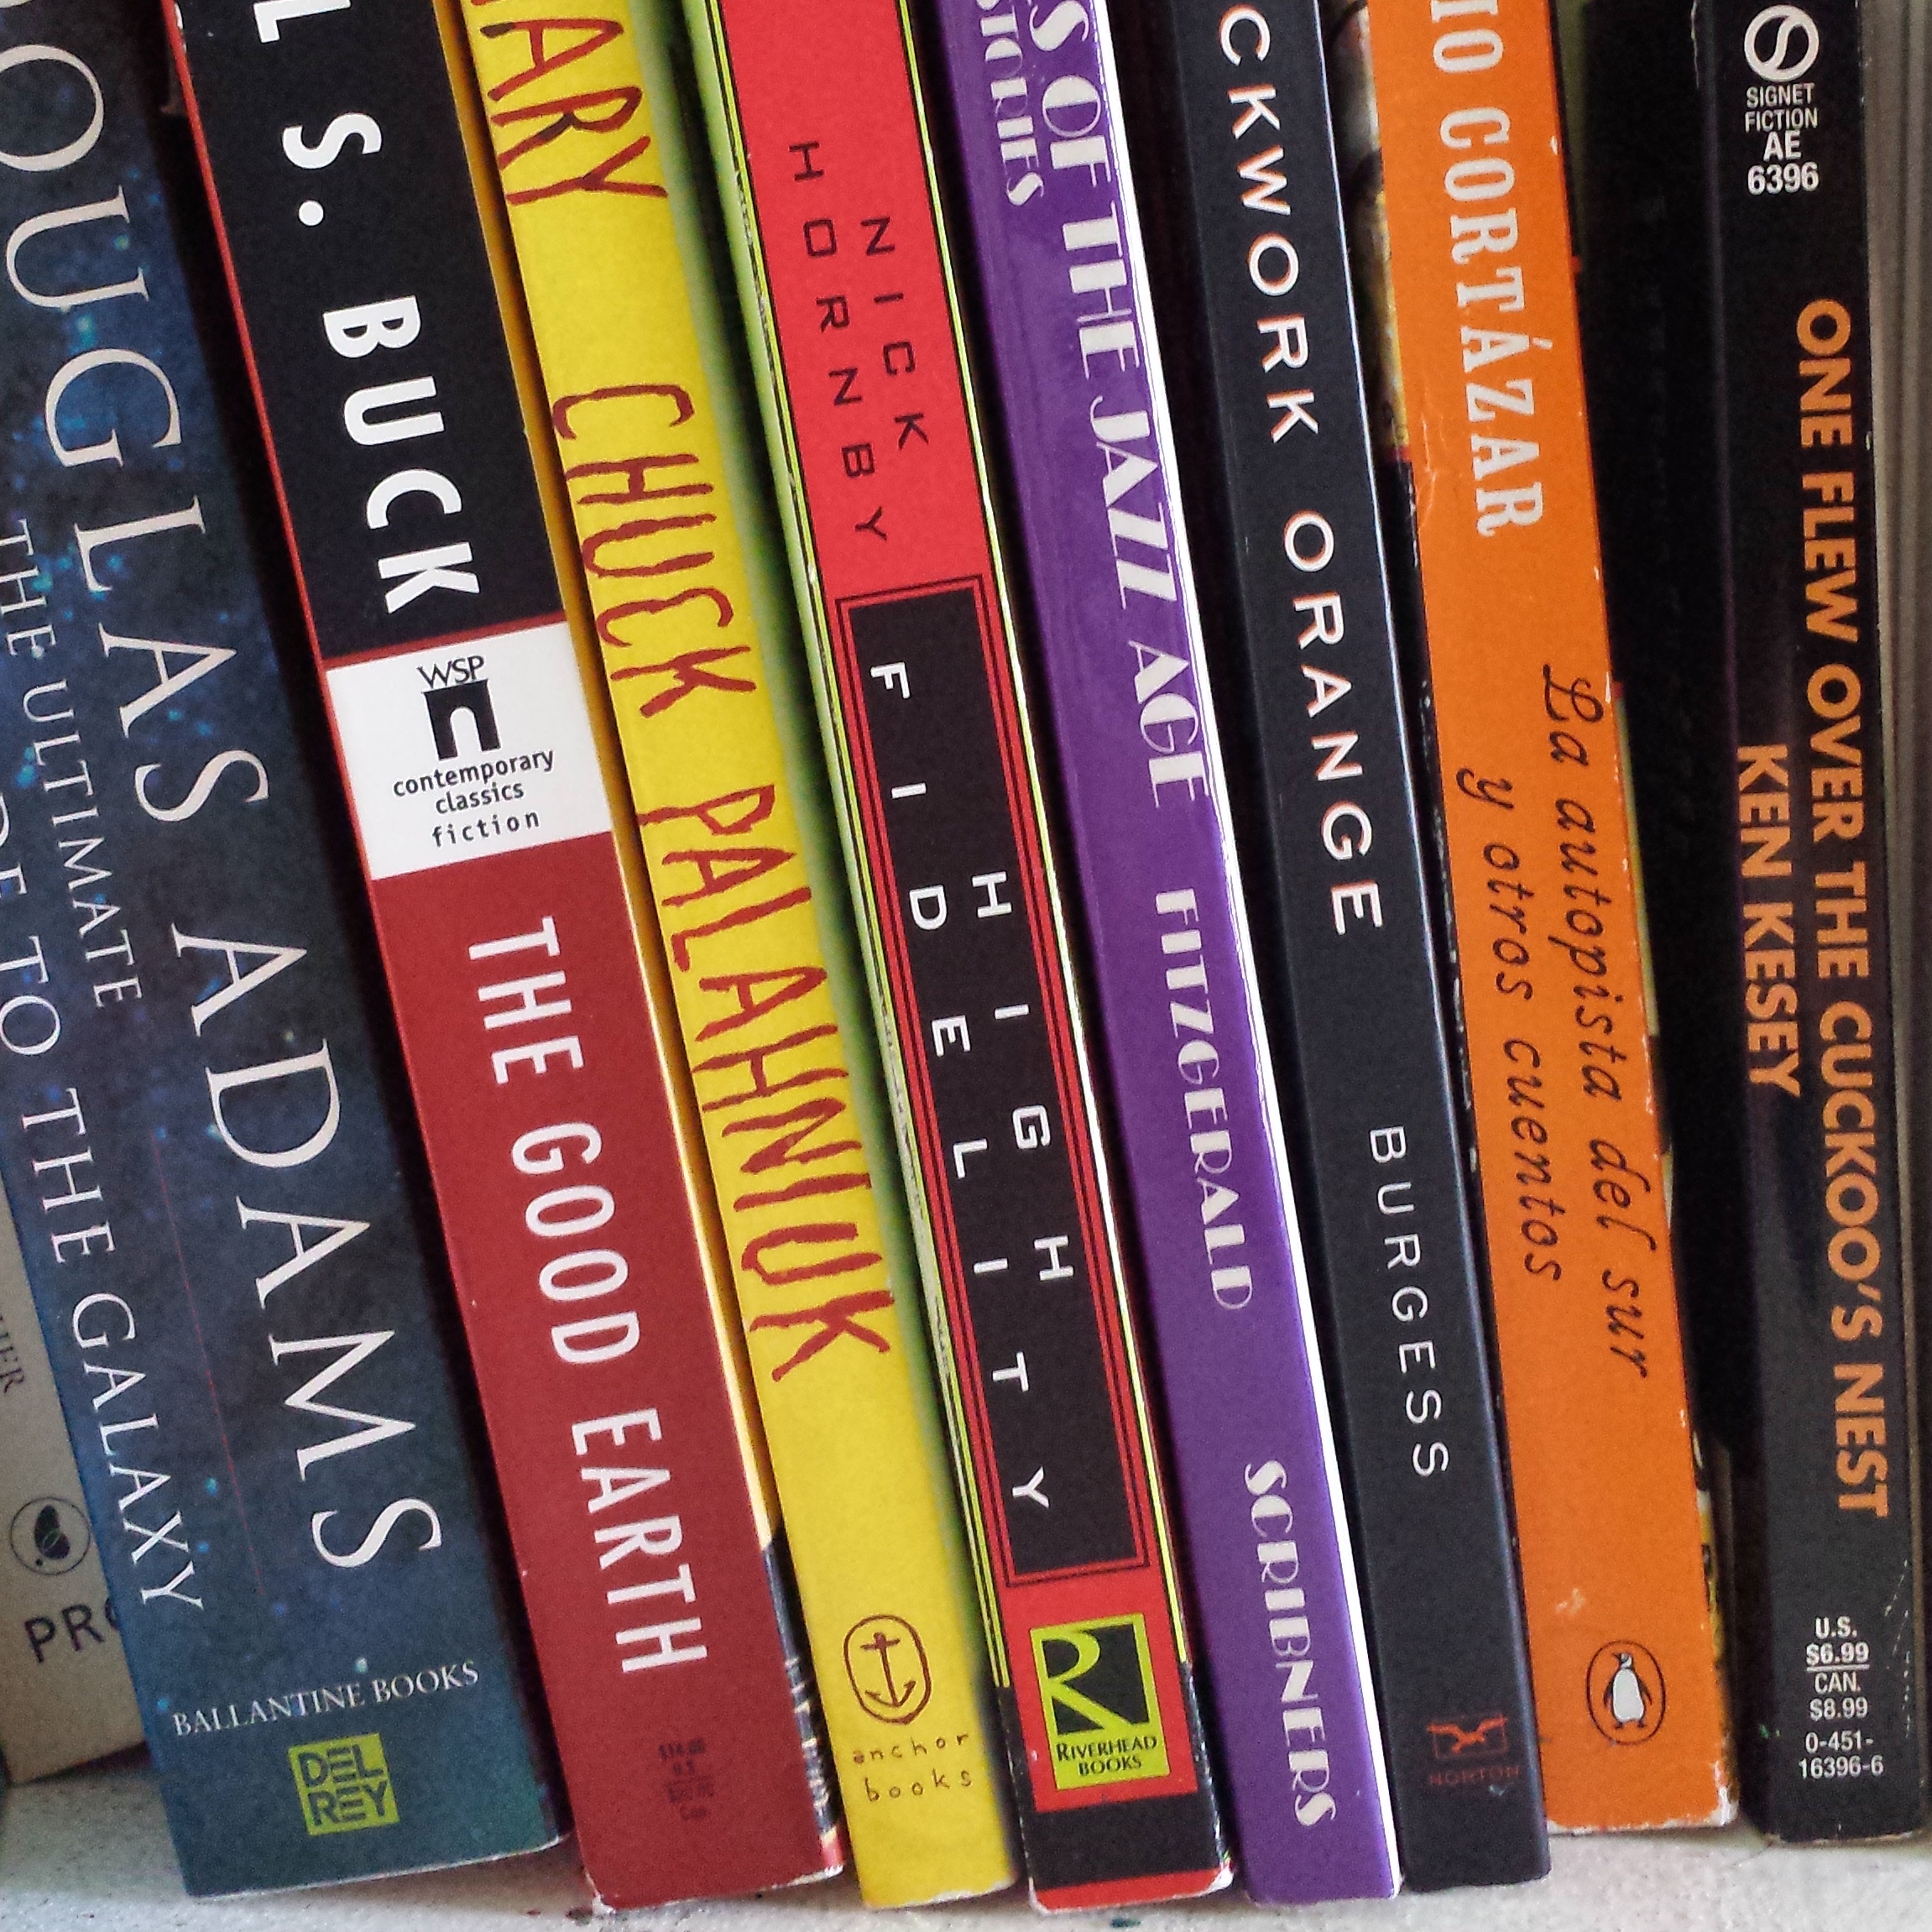 OUGLAS ADAMS
THE ULTIMATE
DE TO THE GALAXY
BALLANTINE BOOKS
DEL
REY
PRO
L S. BUCK
WSP
contemporary
classics
fiction
THE GOOD EARTH
ARY CHUCK PALAHNIUK
anchor
books
NICK
HORNBY
HIGH
FIDELITY
RIVERHEAD
BOOKS
S OF THE JAZZ AGE FITZGERALD SCRIBNERS
STORIES
CKWORK ORANGE BURGESS
NORTON
IO CORTÁZAR
La autopista del sur
y otros cuentos
SIGNET
FICTION
AE
6396
ONE FLEW OVER THE CUCKOO'S NEST
KEN KESEY
U.S.
$6.99
CAN.
$8.99
0-451-
16396-6